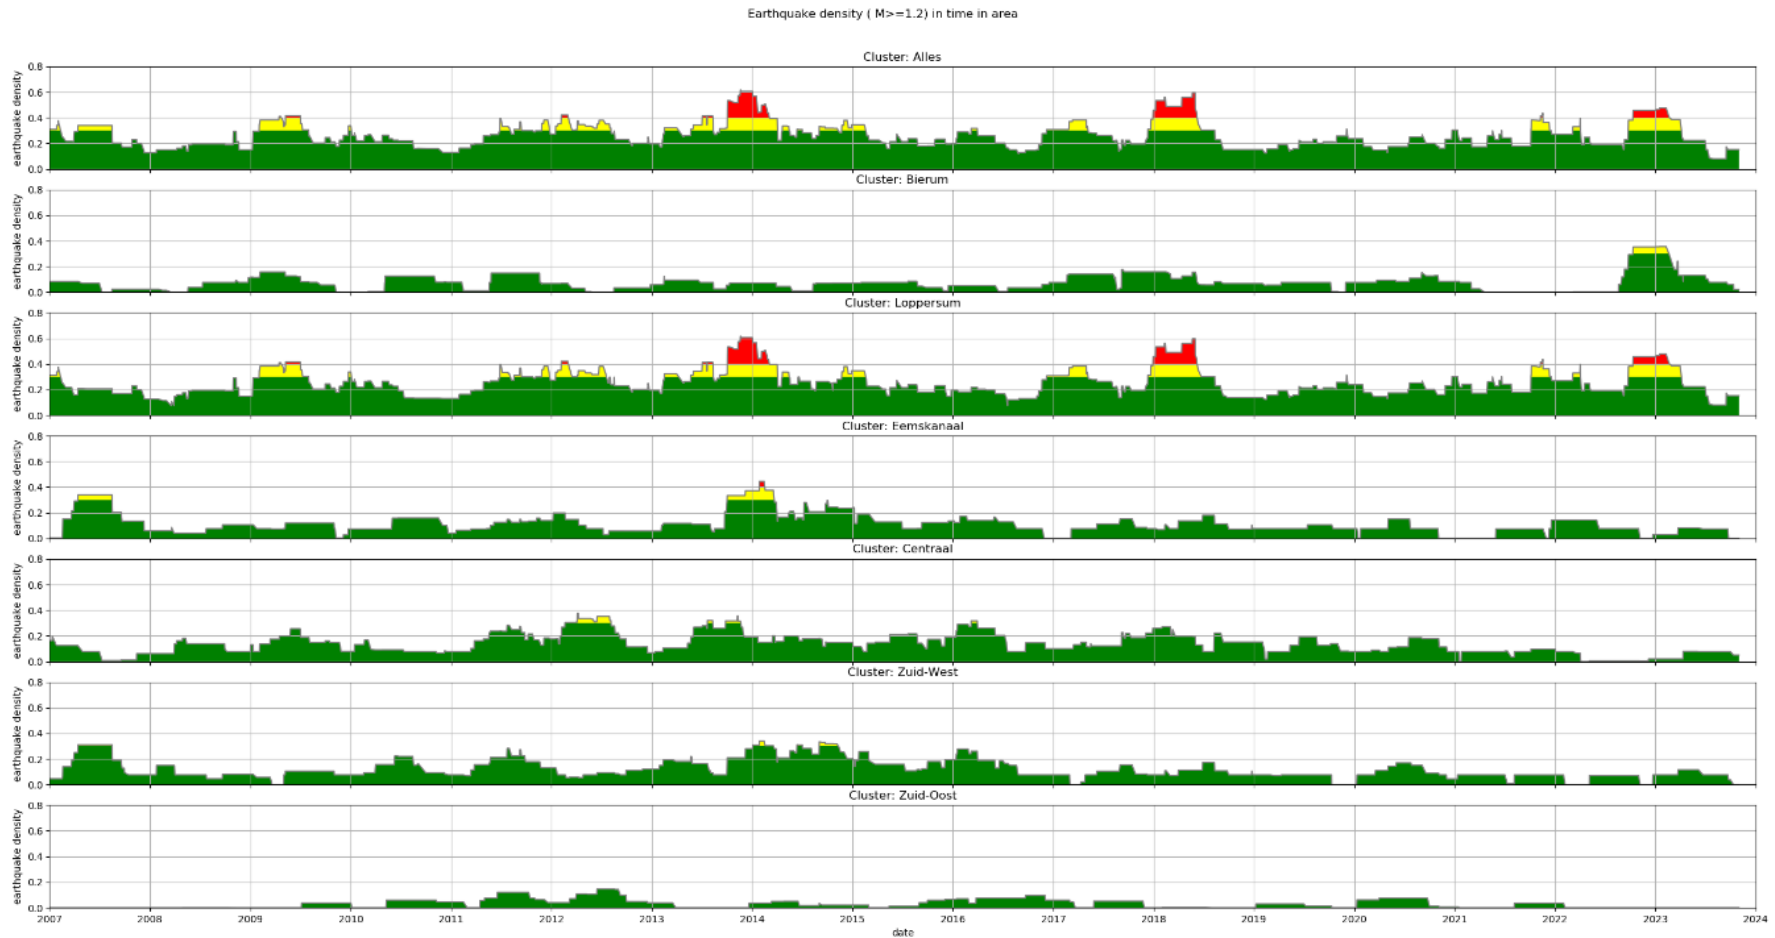 Earthquake density ( M>=1.2) in time in area
Cluster: Alles
earthquake density
0.8
0.6
0.4
0.2
0.0
Cluster: Bierum
earthquake density
0.8
0.6
0.4
0.2
0.0
Cluster: Loppersum
earthquake density
0.8
0.6
0.4
0.2
0.0
Cluster: Eemskanaal
earthquake density
0.8
0.6
0.4
0.2
0.0
Cluster: Centraal
earthquake density
0.8
0.6
0.4
0.2
0.0
Cluster: Zuid-West
earthquake density
0.8
0.6
0.4
0.2
0.0
Cluster: Zuid-Oost
earthquake density
0.8
0.6
0.4
0.2
0.0
2007 2008 2009 2010 2011 2012 2013 2014 2015 2016 2017 2018 2019 2020 2021 2022 2023 2024
date